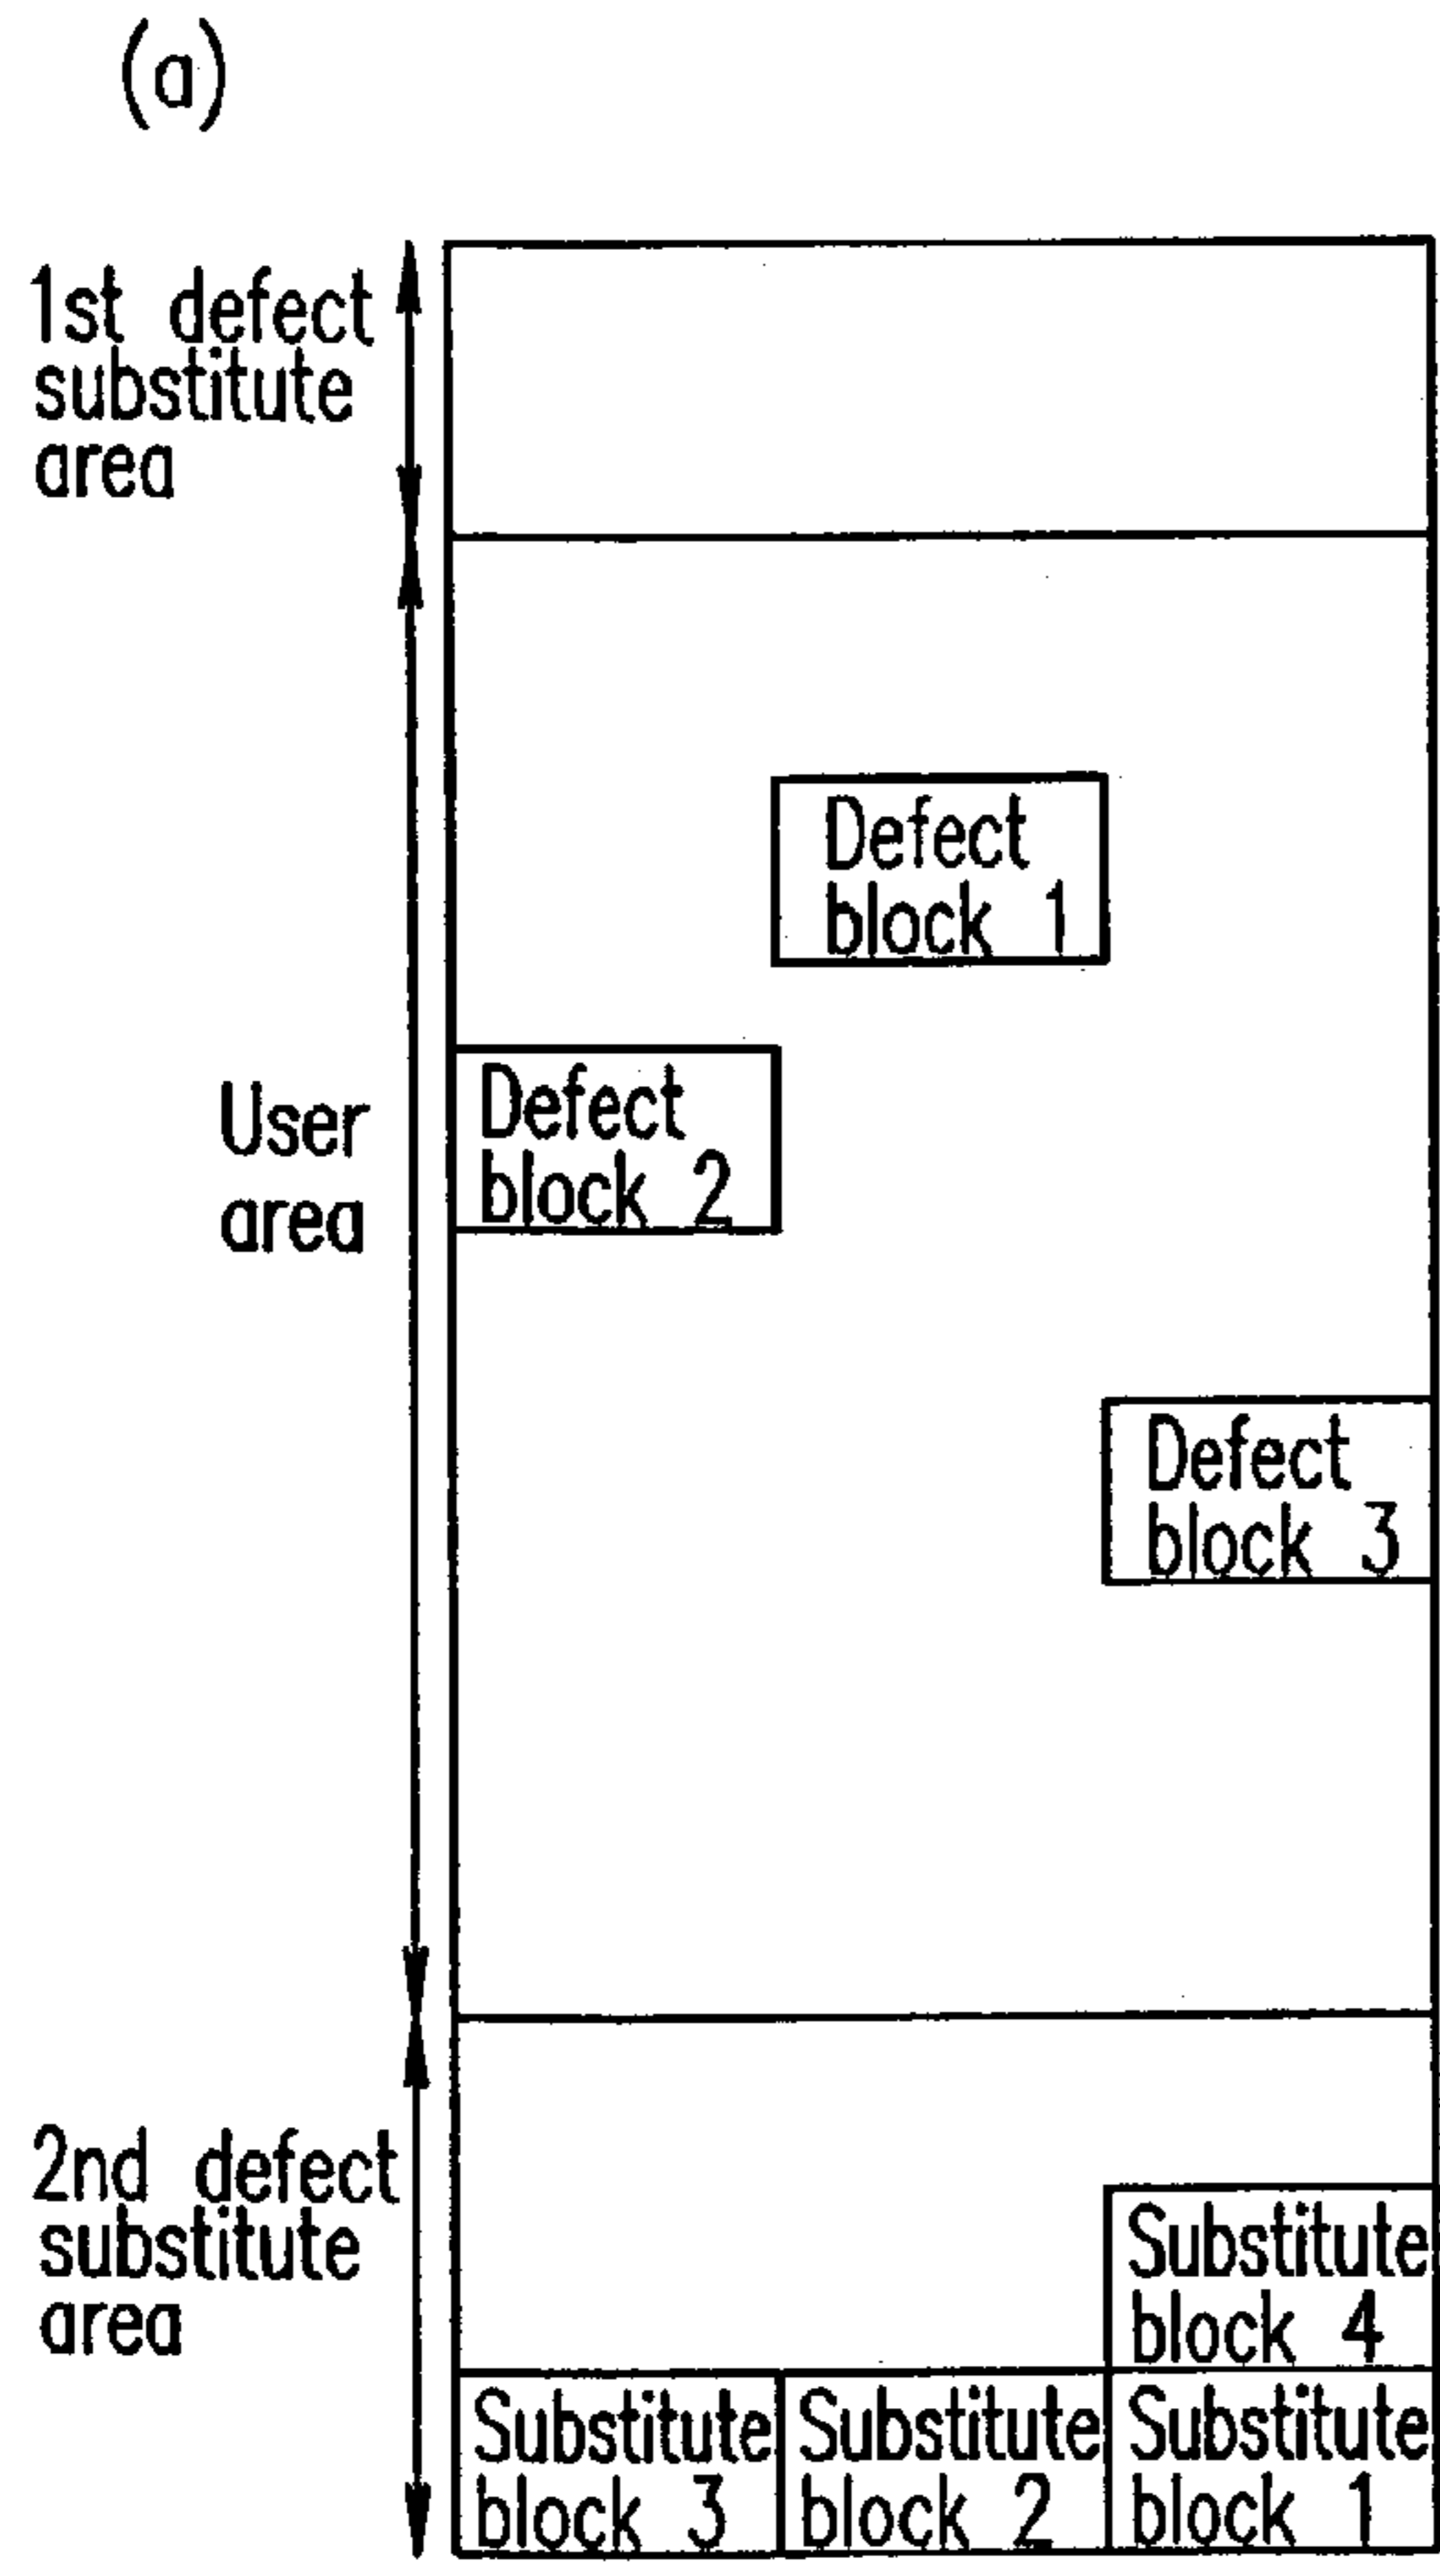 (a)
1st defect
substitute
area
Defect
block 1
User
area
Defect
block 2
Defect
block 3
2nd defect
substitute
area
Substitute
block 4
Substitute
block 3
Substitute
block 2
Substitute
block 1